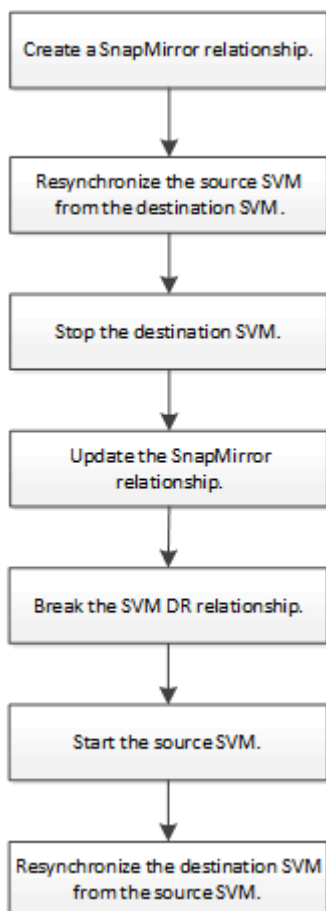 Create a SnapMirror relationship.
Resynchronize the source SVM
from the destination SVM.
Stop the destination SVM.
Update the SnapMirror
relationship.
Break the SVM DR relationship.
Start the source SVM.
Resynchronize the destination SVM
from the source SVM.